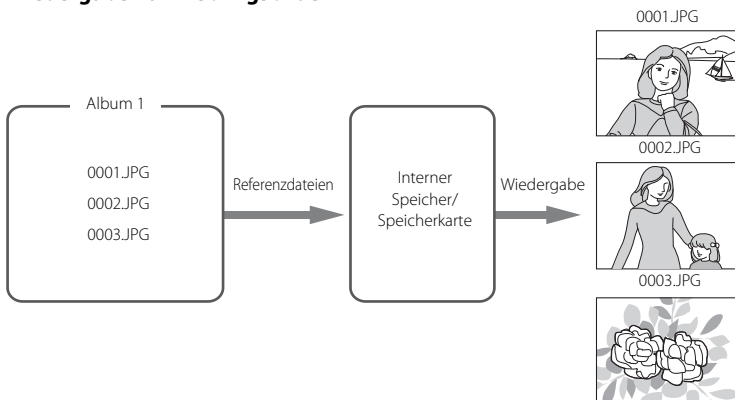 0001.JPG
Album 1
0001.JPG
0002.JPG
0003.JPG
Referenzdateien
Interner
Speicher/
Speicherkarte
Wiedergabe
0002.JPG
0003.JPG